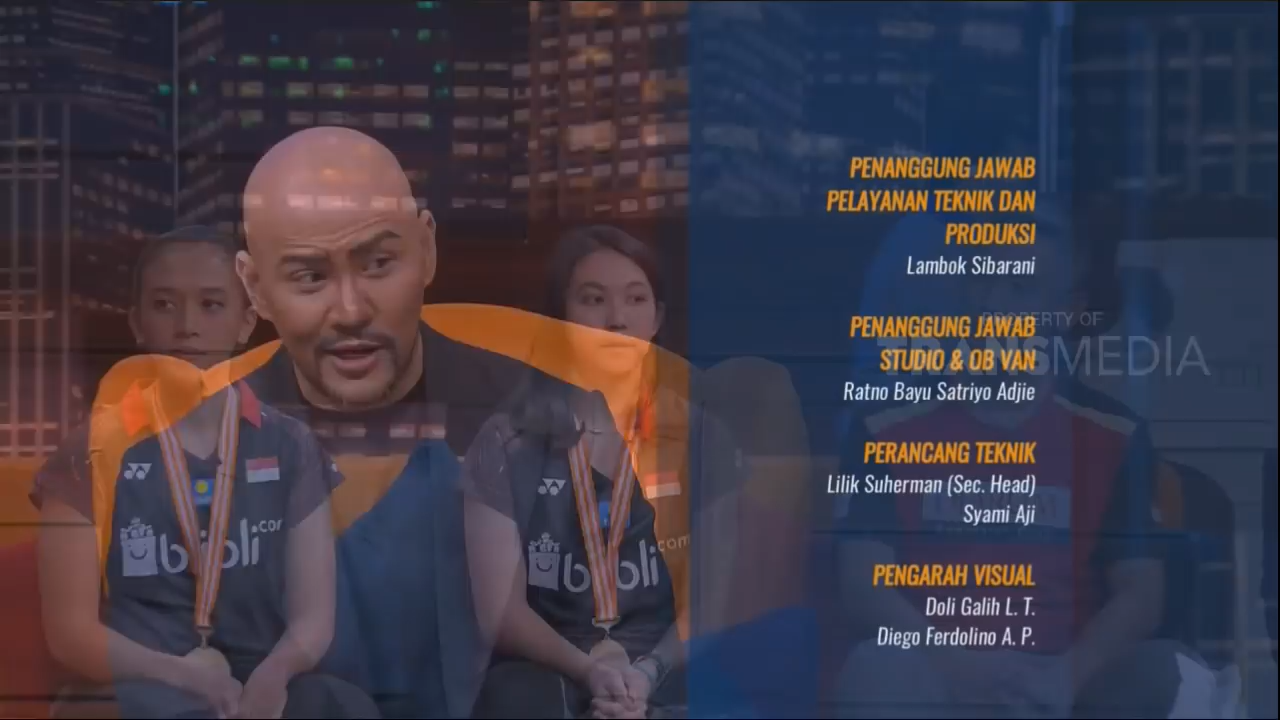 PENANGGUNG JAWAB
PELAYANAN TEKNIK DAN
PRODUKSI
Lambok Sibarani
PROPERTY OF
TRANSMEDIA
PENANGGUNG JAWAB
STUDIO & OB VAN
Ratno Bayu Satriyo Adjie
PERANCANG TEKNIK
Lilik Suherman (Sec. Head)
Syami Aji
PENGARAH VISUAL
Doli Galih L. T.
Diego Ferdolino A. P.
blibli.com
blibli.com